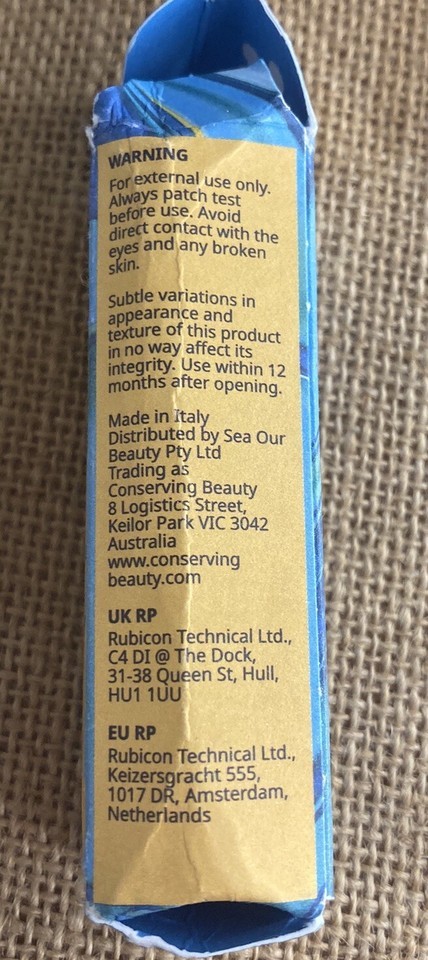 WARNING
For external use only.
Always patch test
before use. Avoid
direct contact with the
eyes and any broken
skin.
Subtle variations in
appearance and
texture of this product
in no way affect its
integrity. Use within 12
months after opening.
Made in Italy
Distributed by Sea Our
Beauty Pty Ltd
Trading as
Conserving Beauty
8 Logistics Street,
Keilor Park VIC 3042
Australia
www.conserving
beauty.com
UK RP
Rubicon Technical Ltd.,
C4 DI @ The Dock,
31-38 Queen St, Hull,
HU1 1UU
EU RP
Rubicon Technical Ltd.,
Keizersgracht 555,
1017 DR, Amsterdam,
Netherlands